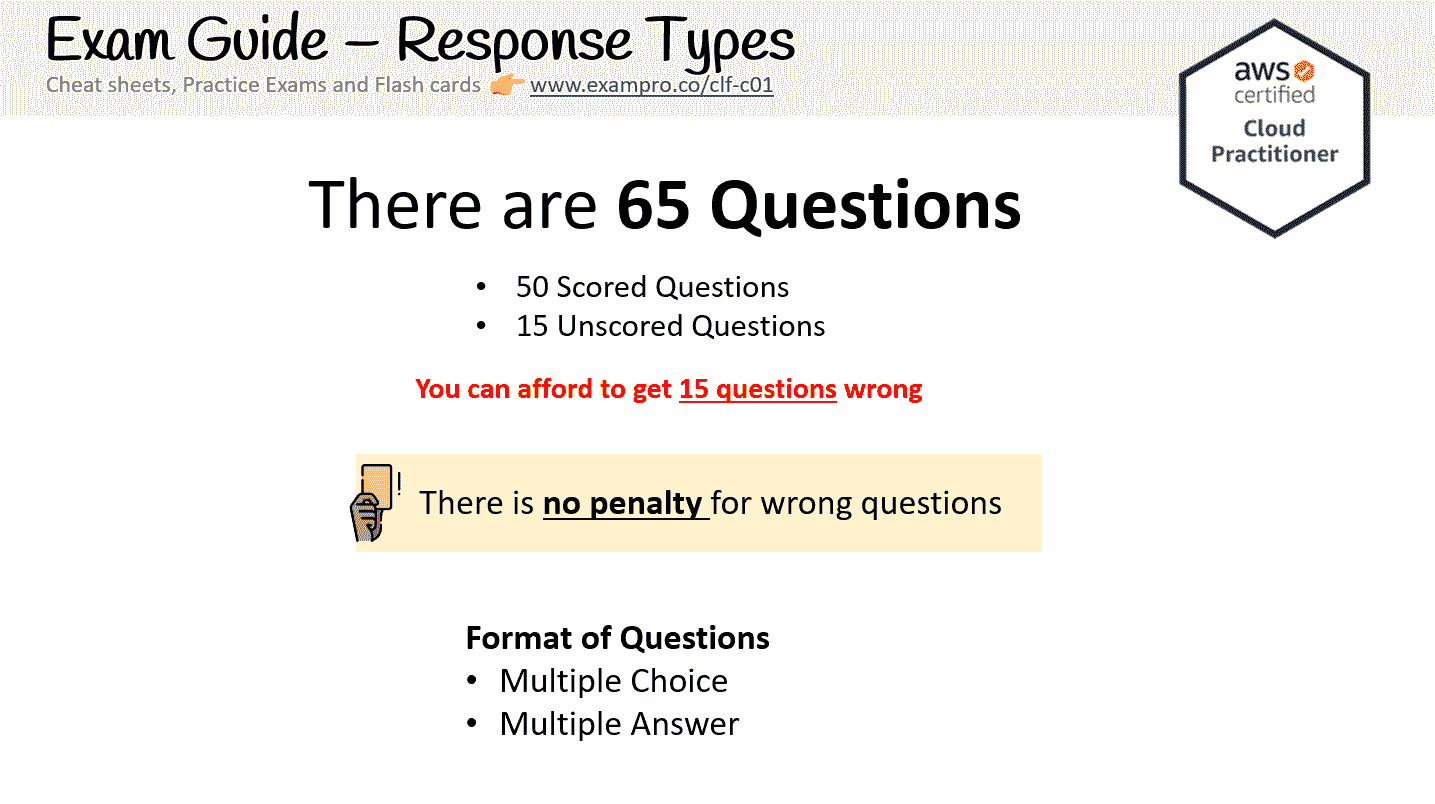 Exam Guide – Response Types
Cheat sheets, Practice Exams and Flash cards 👉 www.exampro.co/clf-c01
aws
certified
Cloud
Practitioner
There are 65 Questions
• 50 Scored Questions
• 15 Unscored Questions
You can afford to get 15 questions wrong
! There is no penalty for wrong questions
Format of Questions
• Multiple Choice
• Multiple Answer